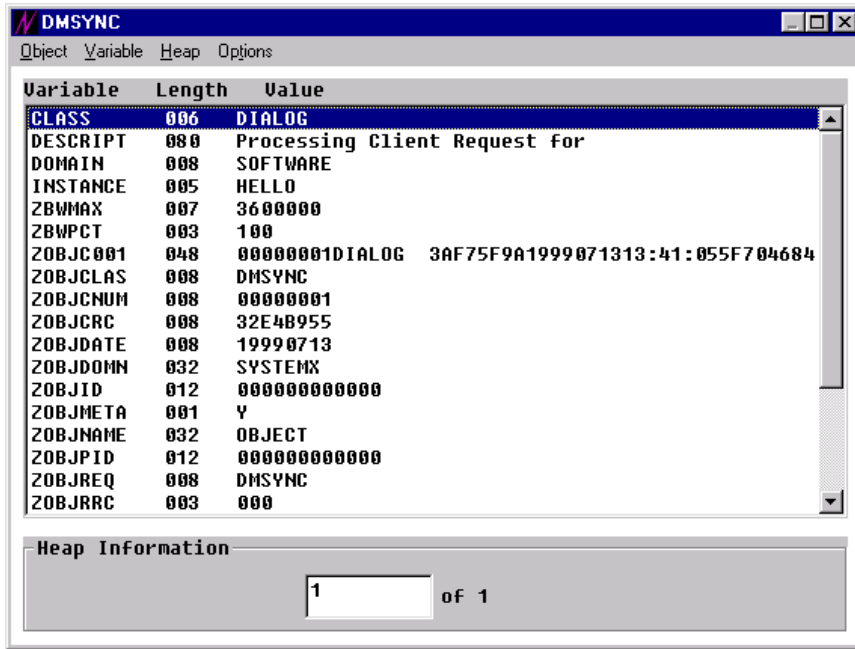 DMSYNC
Object Variable Heap Options
Variable Length Value
CLASS 006 DIALOG
DESCRIPT 080 Processing Client Request for
DOMAIN 008 SOFTWARE
INSTANCE 005 HELLO
ZBWMAX 007 3600000
ZBWPCT 003 100
ZOBJC001 048 00000001DIALOG 3AF75F9A1999071313:41:055F704684
ZOBJCLAS 008 DMSYNC
ZOBJCNUM 008 00000001
ZOBJCRC 008 32E4B955
ZOBJDATE 008 19990713
ZOBJDOMN 032 SYSTEMX
ZOBJID 012 000000000000
ZOBJMETA 001 Y
ZOBJNAME 032 OBJECT
ZOBJPID 012 000000000000
ZOBJREQ 008 DMSYNC
ZOBJRRC 003 000
Heap Information
1 of 1